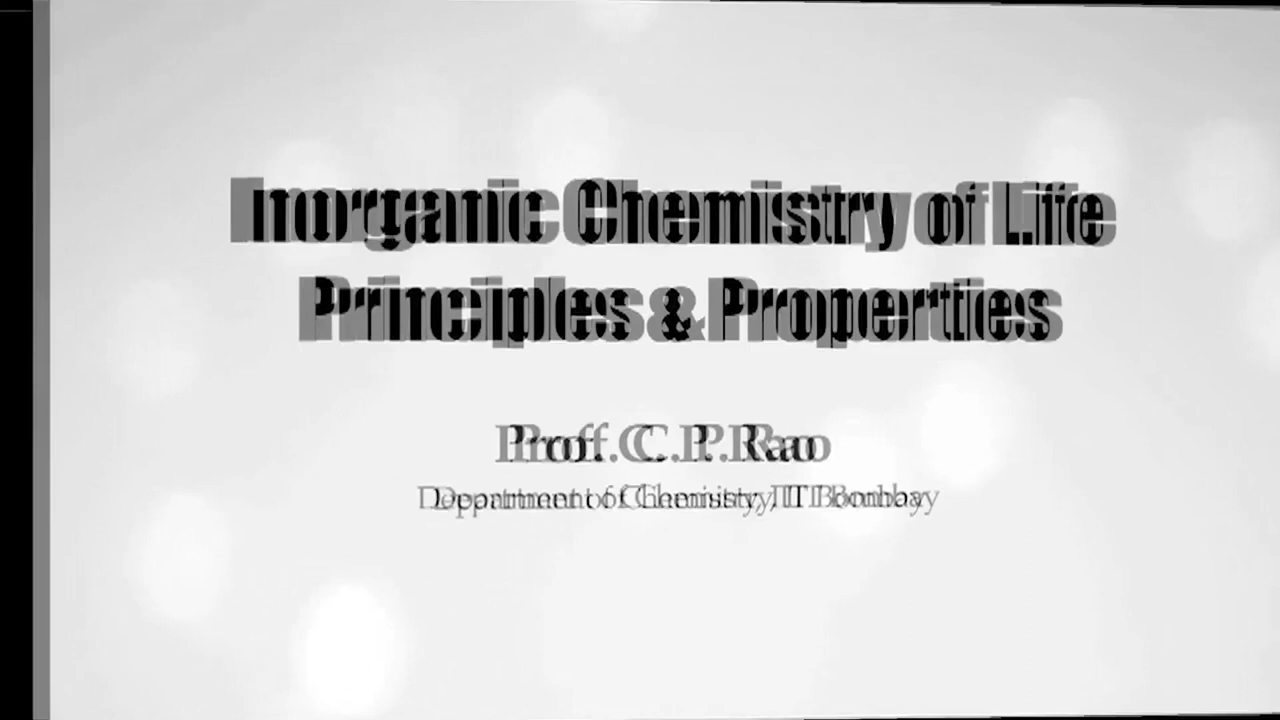 Inorganic Chemistry of Life
Principles & Properties
Prof. C. P. Rao
Department of Chemistry, IIT Bombay